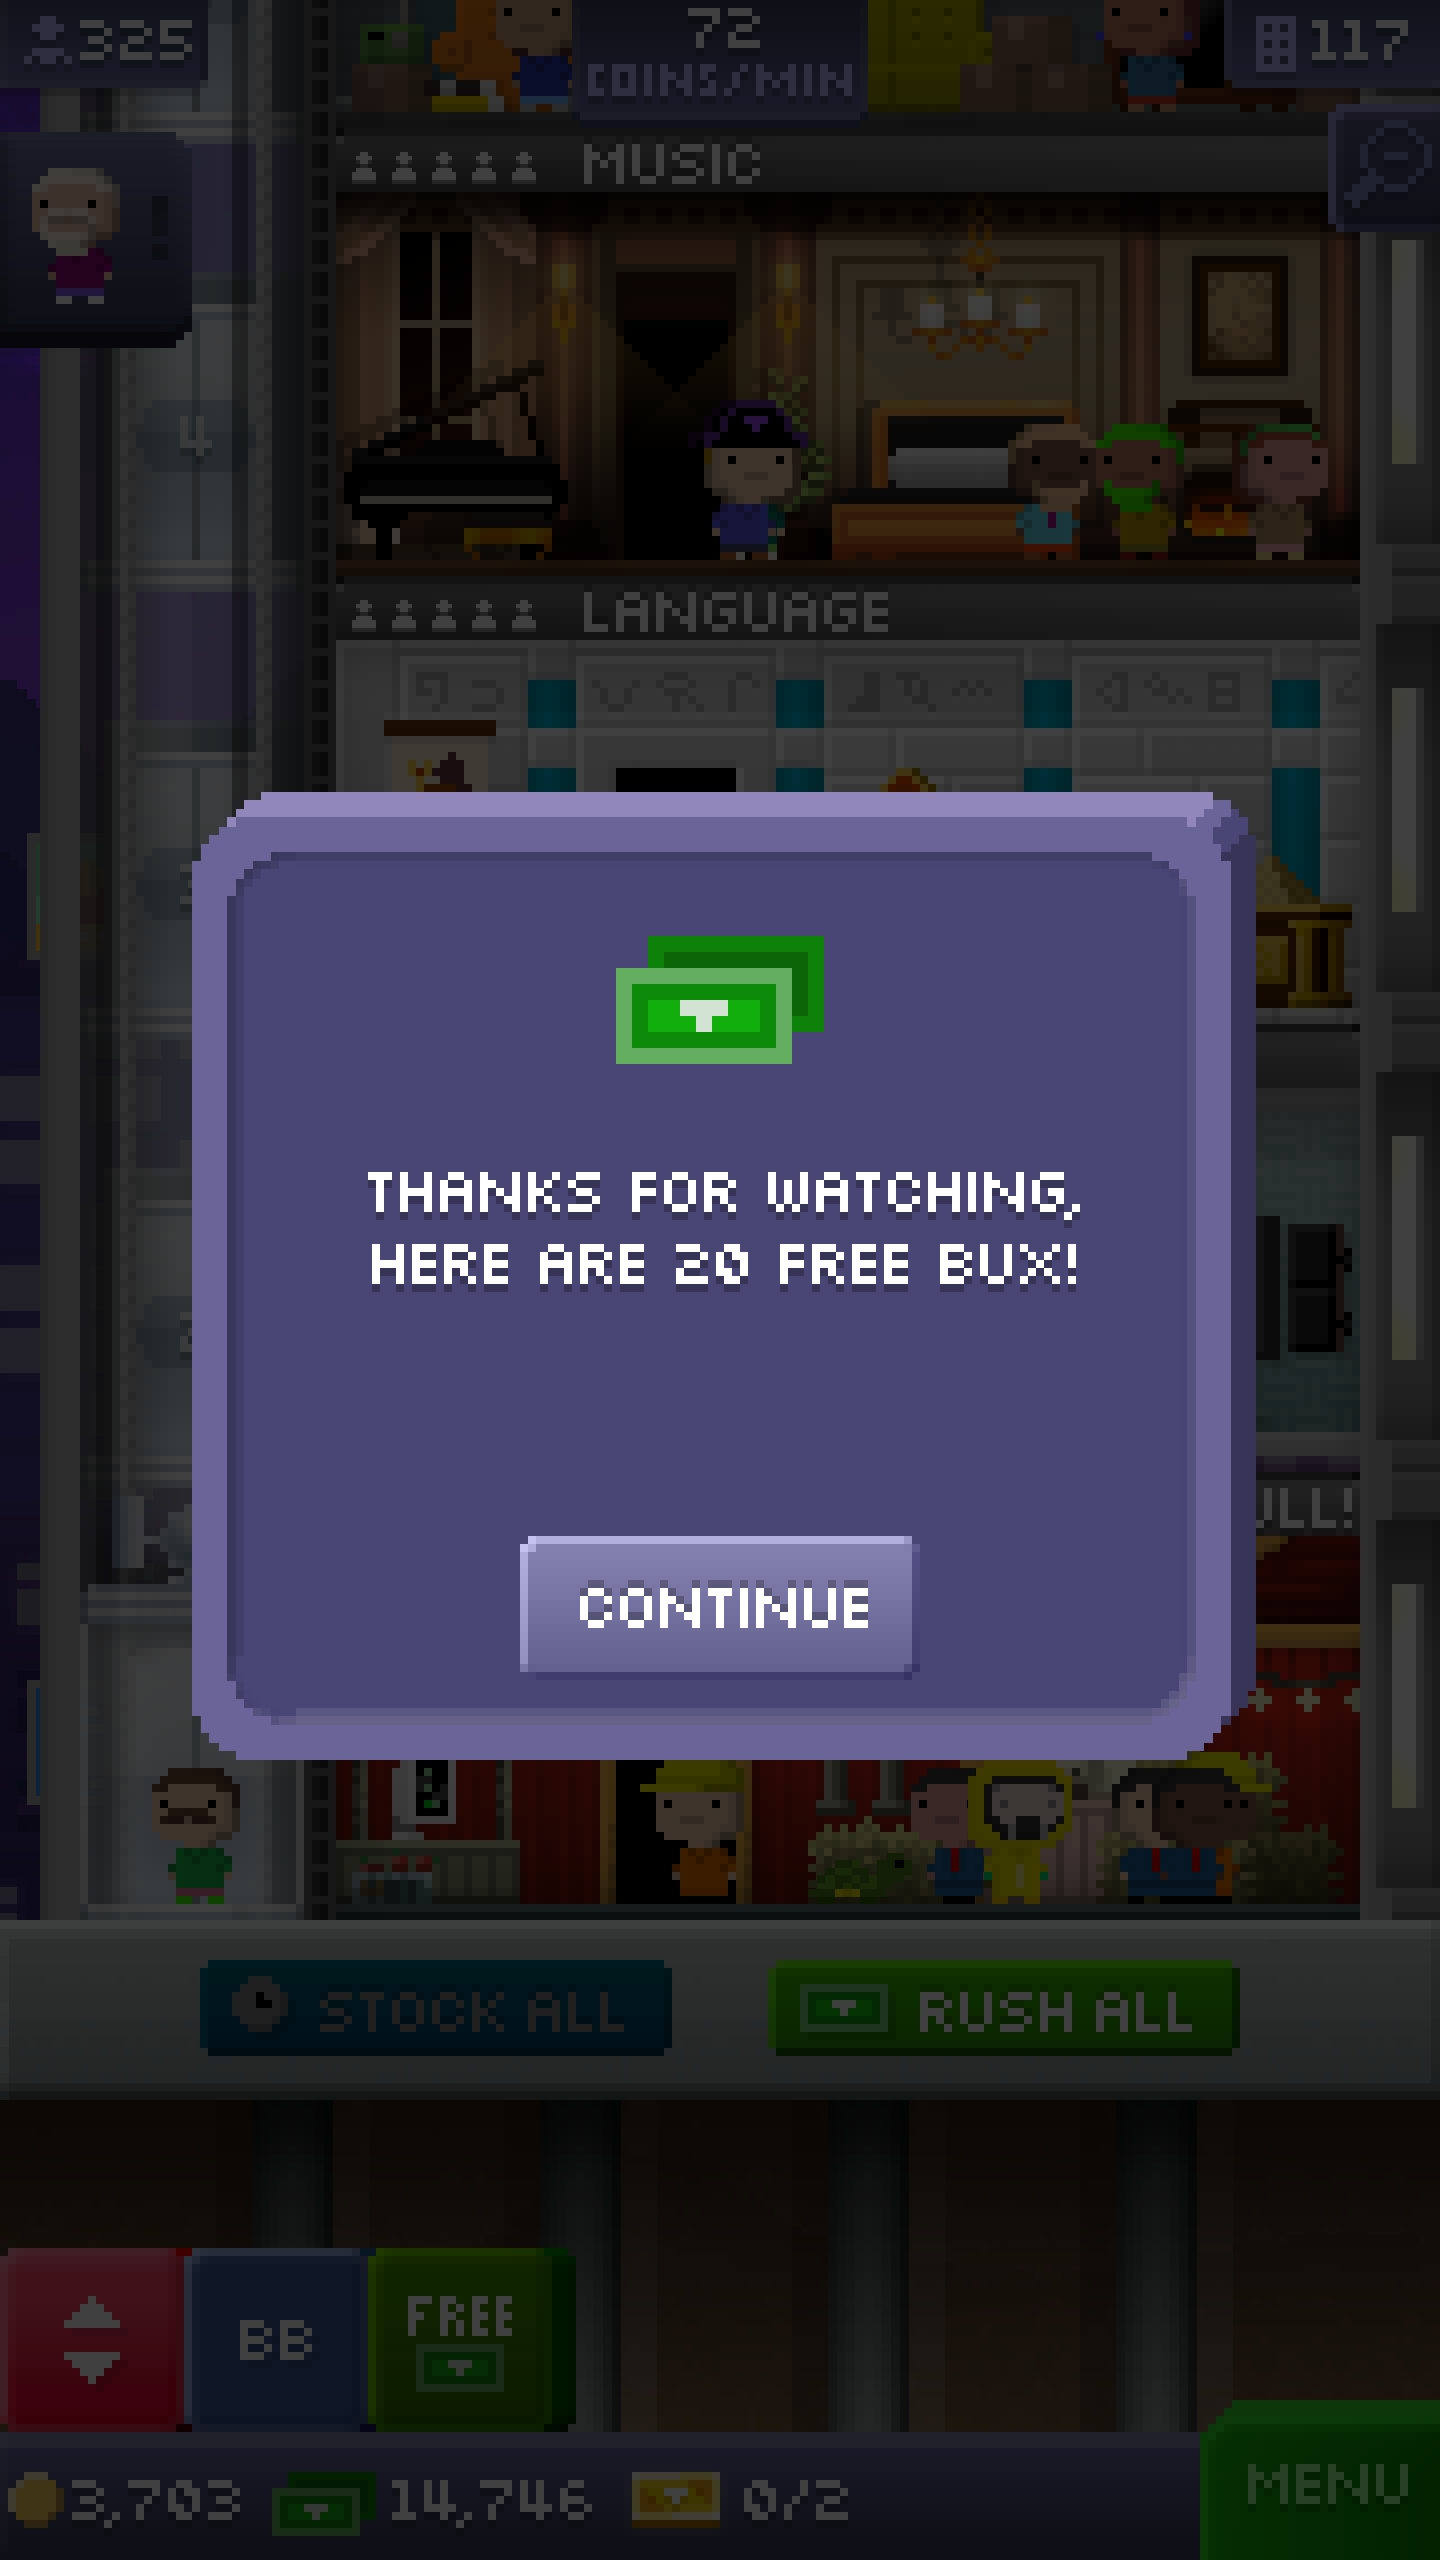 325
72
COINS/MIN
117
MUSIC
4
LANGUAGE
THANKS FOR WATCHING,
HERE ARE 20 FREE BUX!
CONTINUE
STOCK ALL
RUSH ALL
BB
FREE
3,703
14,746
0/2
MENU